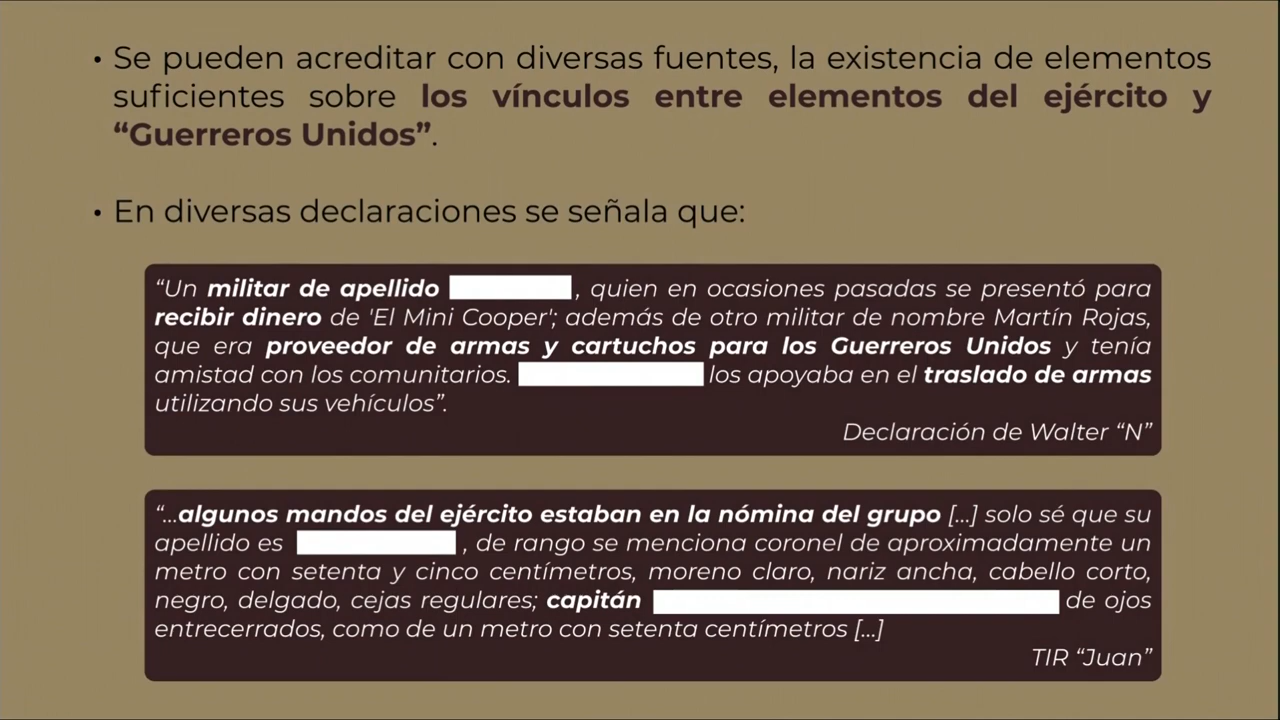 • Se pueden acreditar con diversas fuentes, la existencia de elementos
suficientes sobre los vínculos entre elementos del ejército y
“Guerreros Unidos”.
• En diversas declaraciones se señala que:
“Un militar de apellido , quien en ocasiones pasadas se presentó para
recibir dinero de 'El Mini Cooper'; además de otro militar de nombre Martín Rojas,
que era proveedor de armas y cartuchos para los Guerreros Unidos y tenía
amistad con los comunitarios. los apoyaba en el traslado de armas
utilizando sus vehículos”.
Declaración de Walter “N”
“...algunos mandos del ejército estaban en la nómina del grupo [...] solo sé que su
apellido es , de rango se menciona coronel de aproximadamente un
metro con setenta y cinco centímetros, moreno claro, nariz ancha, cabello corto,
negro, delgado, cejas regulares; capitán de ojos
entrecerrados, como de un metro con setenta centímetros [...]
TIR “Juan”